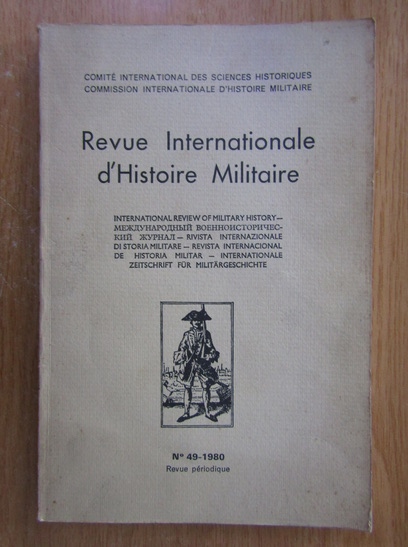 COMITÉ INTERNATIONAL DES SCIENCES HISTORIQUES
COMMISSION INTERNATIONALE D'HISTOIRE MILITAIRE
Revue Internationale
d'Histoire Militaire
INTERNATIONAL REVIEW OF MILITARY HISTORY —
МЕЖДУНАРОДНЫЙ ВОЕННОИСТОРИЧЕС-
КИЙ ЖУРНАЛ — RIVISTA INTERNAZIONALE
DI STORIA MILITARE — REVISTA INTERNACIONAL
DE HISTORIA MILITAR — INTERNATIONALE
ZEITSCHRIFT FÜR MILITÄRGESCHICHTE
Nº 49-1980
Revue périodique